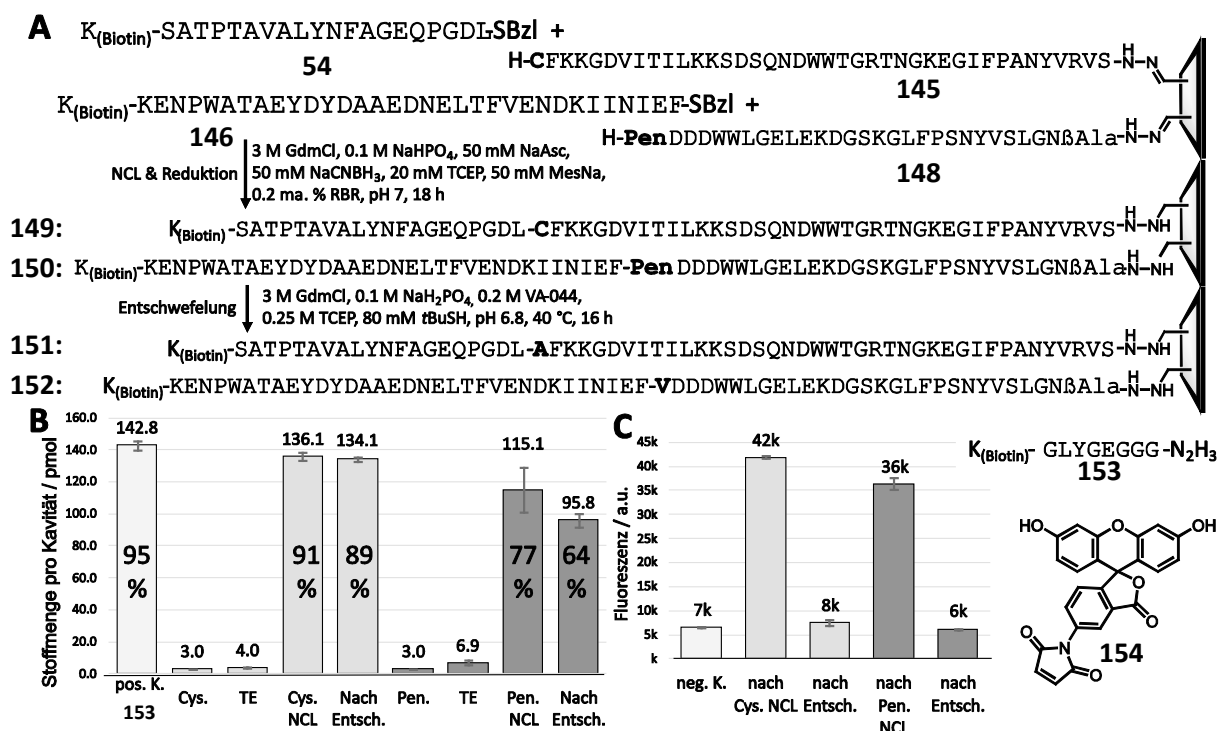 A
K(Biotin)-SATPTAVALYNFAGEQPGDL-SBzl +
54
H-CFKKGDVITILKKSDSQNDWWTGRTNGKEGIFPANYVRVS-N-N
H
145
K(Biotin)-KENPWATAEYDYDAAEDNELTFVENDKIINIEF-SBzl +
146
H-PenDDDWWLGELEKDGSKGLFPSNYVSLGNßAla-N-N
H
148
NCL & Reduktion
3 M GdmCl, 0.1 M NaHPO4, 50 mM NaAsc,
50 mM NaCNBH3, 20 mM TCEP, 50 mM MesNa,
0.2 ma. % RBR, pH 7, 18 h
149: K(Biotin)-SATPTAVALYNFAGEQPGDL-CFKKGDVITILKKSDSQNDWWTGRTNGKEGIFPANYVRVS-N-NH
H
150: K(Biotin)-KENPWATAEYDYDAAEDNELTFVENDKIINIEF-PenDDDWWLGELEKDGSKGLFPSNYVSLGNßAla-N-NH
H
Entschwefelung
3 M GdmCl, 0.1 M NaH2PO4, 0.2 M VA-044,
0.25 M TCEP, 80 mM tBuSH, pH 6.8, 40 °C, 16 h
151: K(Biotin)-SATPTAVALYNFAGEQPGDL-AFKKGDVITILKKSDSQNDWWTGRTNGKEGIFPANYVRVS-N-NH
H
152: K(Biotin)-KENPWATAEYDYDAAEDNELTFVENDKIINIEF-VDDDWWLGELEKDGSKGLFPSNYVSLGNßAla-N-NH
H
B
Stoffmenge pro Kavität / pmol
160.0
140.0
120.0
100.0
80.0
60.0
40.0
20.0
0.0
142.8
95
%
3.0
4.0
136.1
91
%
134.1
89
%
3.0
6.9
115.1
77
%
95.8
64
%
pos. K.
153
Cys.
TE
Cys.
NCL
Nach
Entsch.
Pen.
TE
Pen.
NCL
Nach
Entsch.
C
Fluoreszenz / a.u.
45k
40k
35k
30k
25k
20k
15k
10k
5k
k
7k
42k
8k
36k
6k
neg. K.
nach
Cys. NCL
nach
Entsch.
nach
Pen.
NCL
nach
Entsch.
K(Biotin)- GLYGEGGG-N2H3
153
HO
O
OH
O
O
O
N
O
154